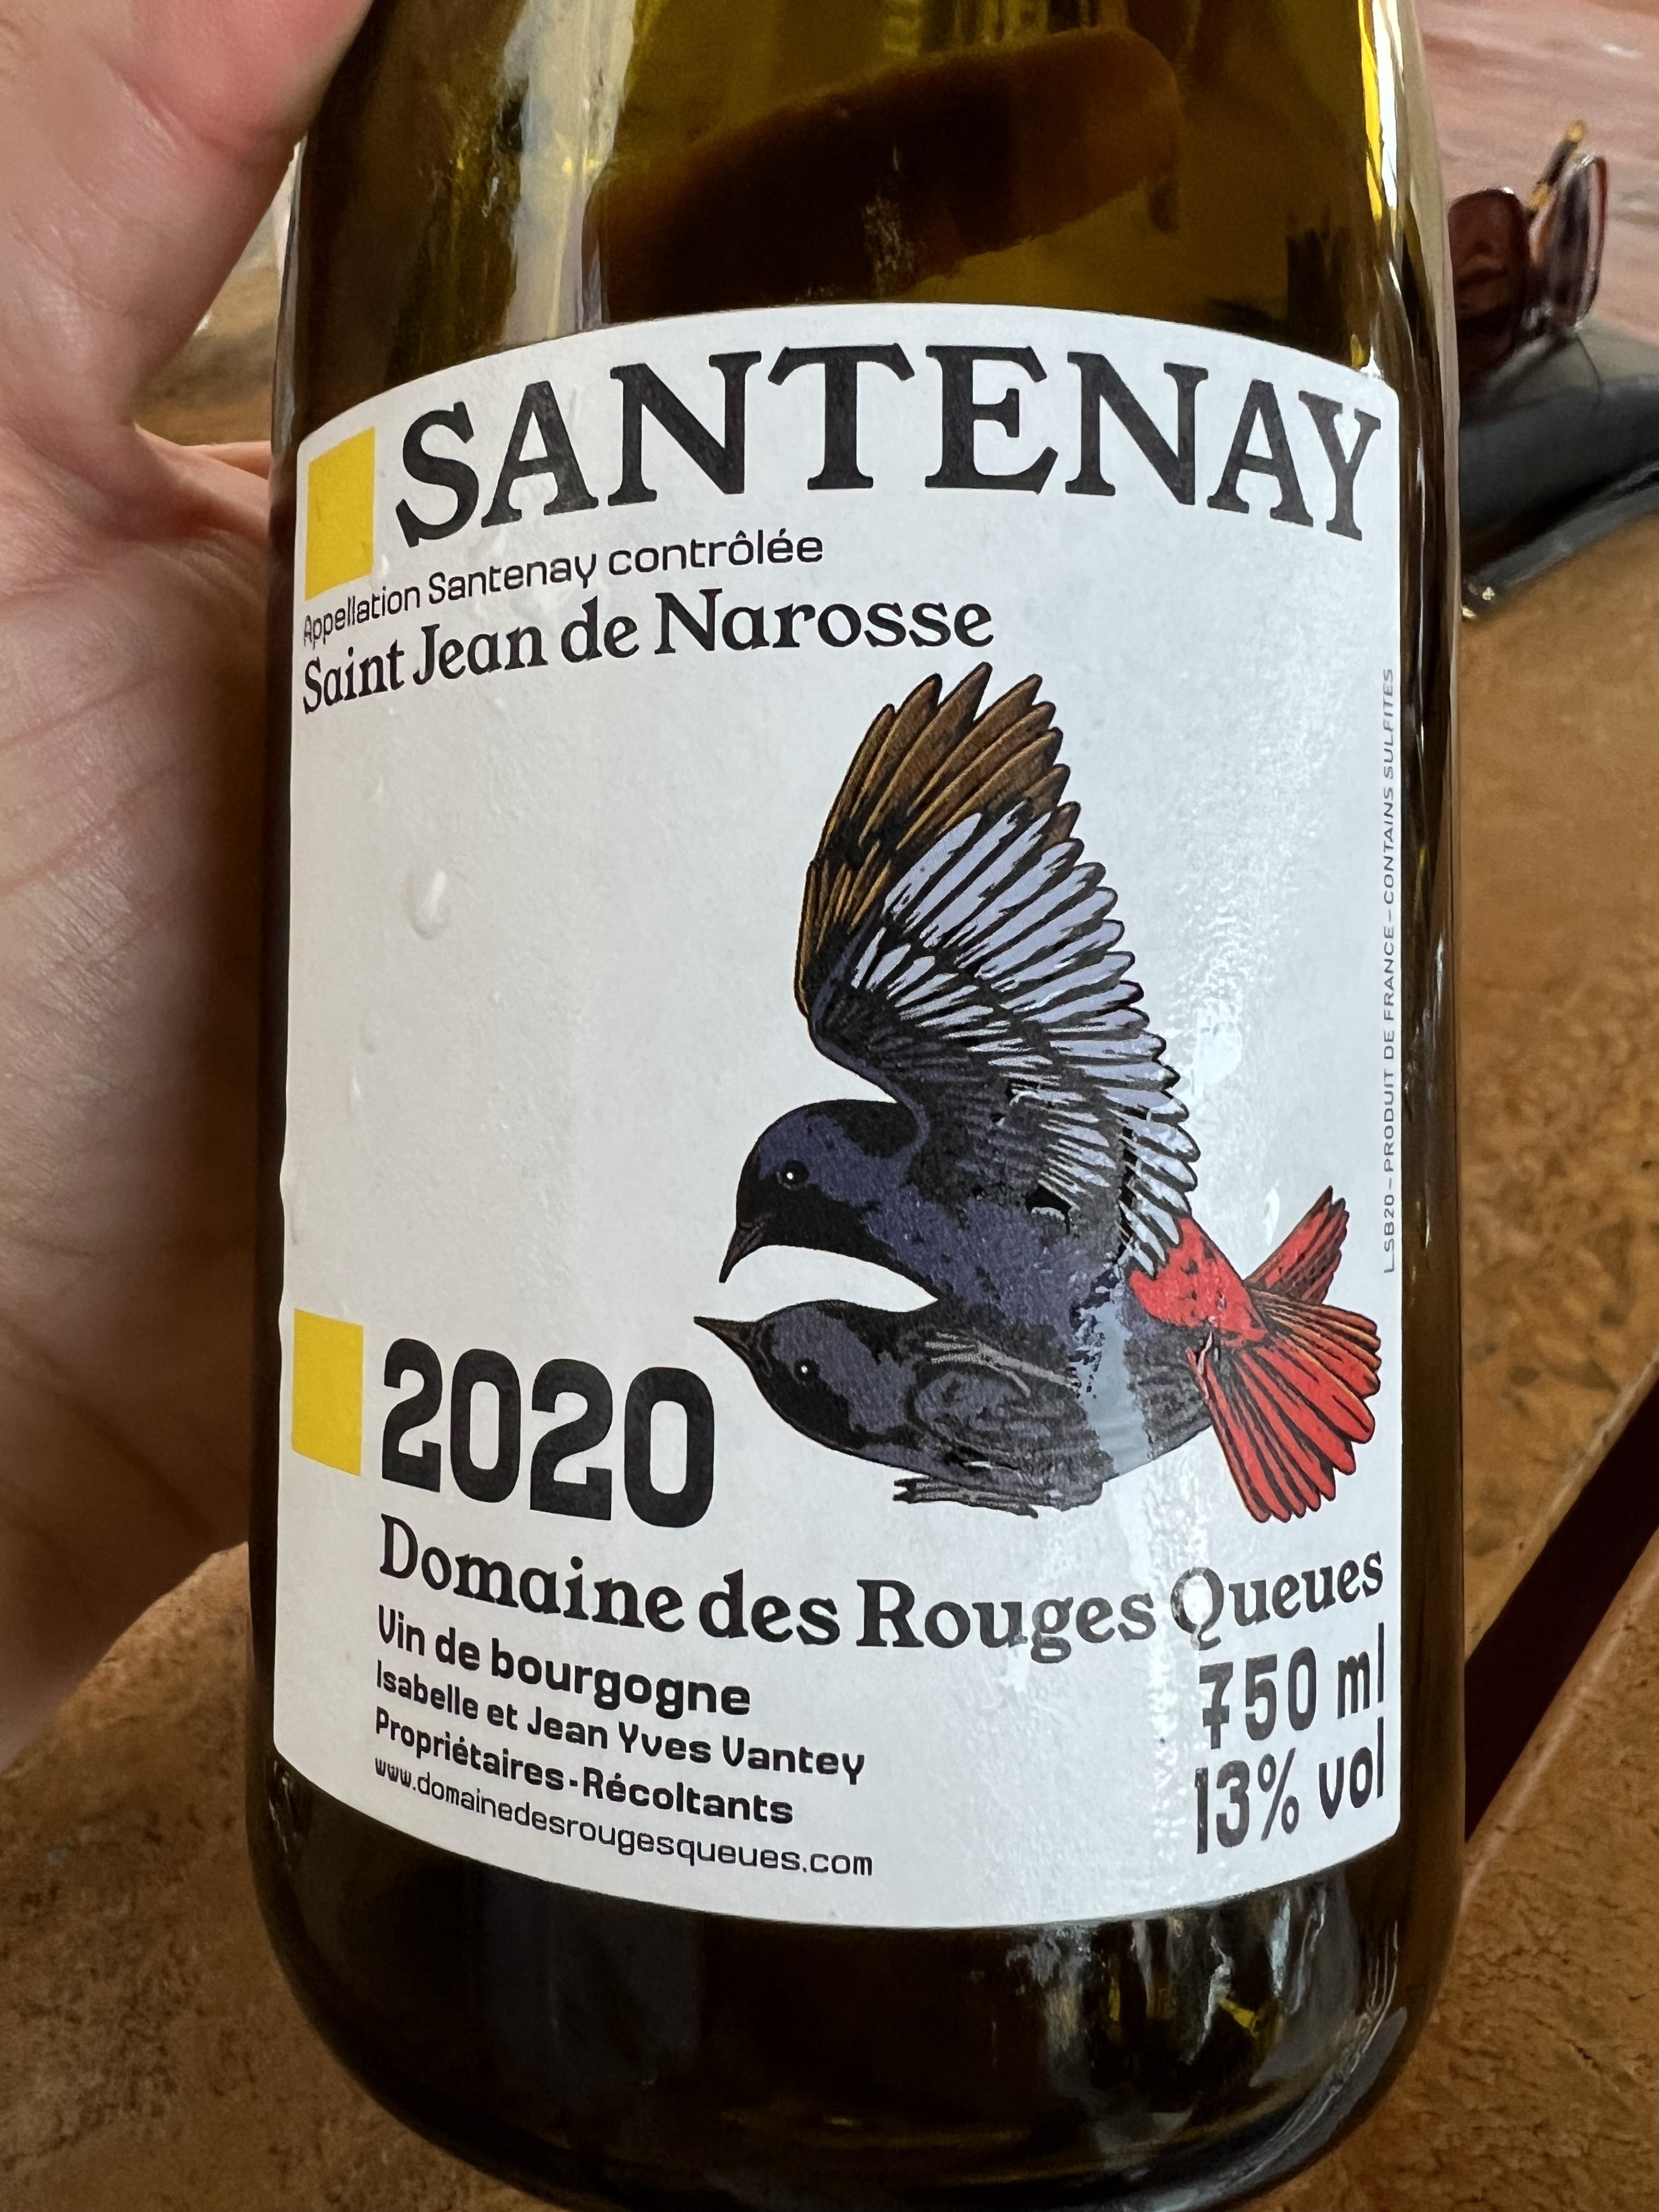 SANTENAY
Appellation Santenay contrôlée
Saint Jean de Narosse
L.SB20-PRODUIT DE FRANCE-CONTAINS SULFITES
2020
Domaine des Rouges Queues
Vin de bourgogne
Isabelle et Jean Yves Vantey
Propriétaires-Récoltants
www.domainedesrougesqueues.com
750 ml
13% vol